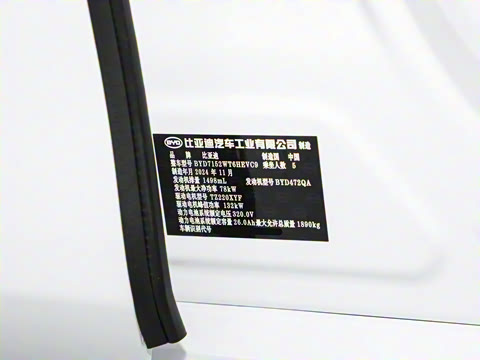 BYD 比亚迪汽车工业有限公司 制造
品牌 比亚迪 制造国 中国
整车型号 BYD7152WT6HEVC9 乘坐人数 5
制造年月 2024 年 11 月
发动机排量 1498mL 发动机型号 BYD472QA
发动机最大净功率 78kW
驱动电机型号 TZ220XYF
驱动电机峰值功率 132kW
动力电池系统额定电压 320.0V
动力电池系统额定容量 26.0Ah 最大允许总质量 1890kg
车辆识别代号